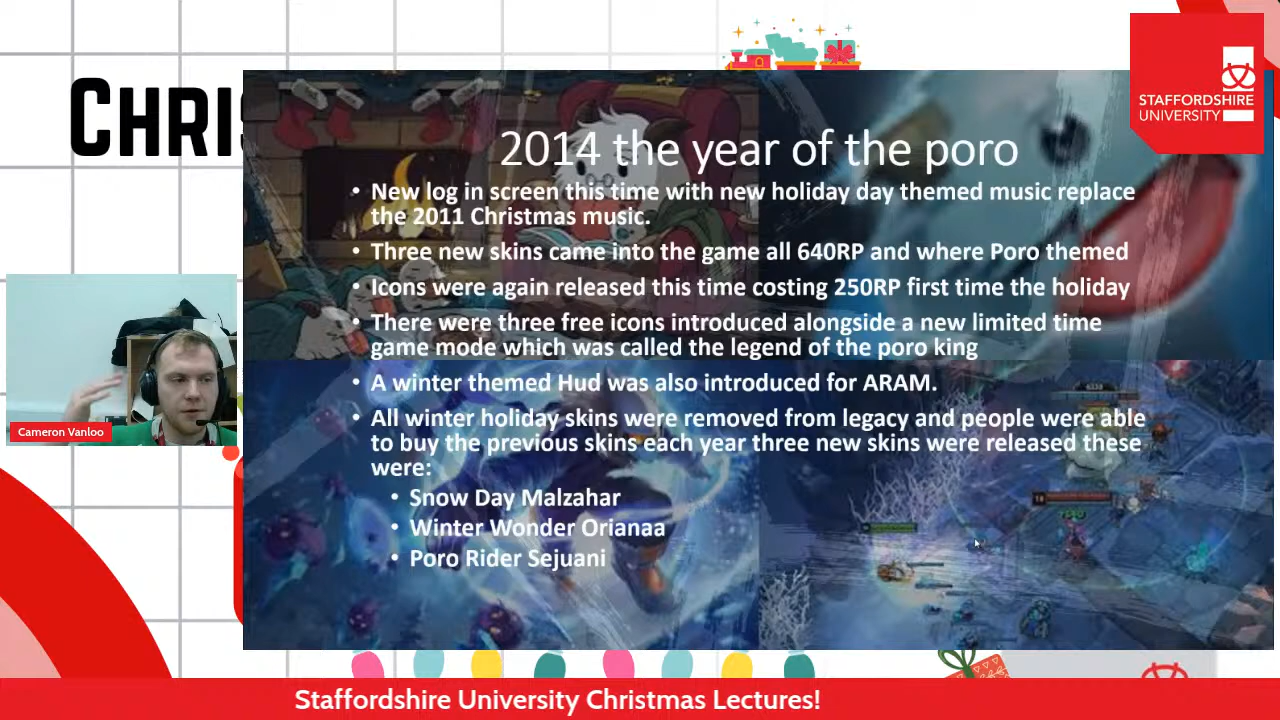 CHRIS
STAFFORDSHIRE
UNIVERSITY
2014 the year of the poro
• New log in screen this time with new holiday day themed music replace
the 2011 Christmas music.
• Three new skins came into the game all 640RP and where Poro themed
• Icons were again released this time costing 250RP first time the holiday
• There were three free icons introduced alongside a new limited time
game mode which was called the legend of the poro king
• A winter themed Hud was also introduced for ARAM.
• All winter holiday skins were removed from legacy and people were able
to buy the previous skins each year three new skins were released these
were:
• Snow Day Malzahar
• Winter Wonder Orianaa
• Poro Rider Sejuani
Cameron Vanloo
Staffordshire University Christmas Lectures!